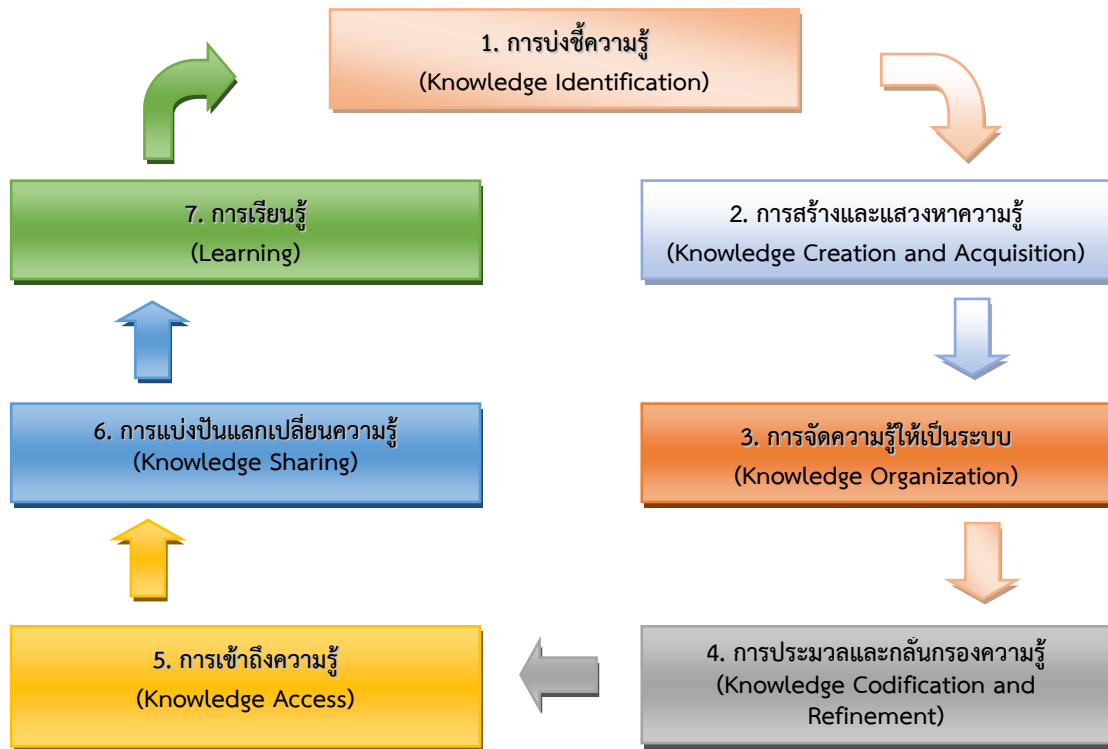 1. การบ่งชี้ความรู้
(Knowledge Identification)
2. การสร้างและแสวงหาความรู้
(Knowledge Creation and Acquisition)
3. การจัดความรู้ให้เป็นระบบ
(Knowledge Organization)
4. การประมวลและกลั่นกรองความรู้
(Knowledge Codification and
Refinement)
5. การเข้าถึงความรู้
(Knowledge Access)
6. การแบ่งปันแลกเปลี่ยนความรู้
(Knowledge Sharing)
7. การเรียนรู้
(Learning)